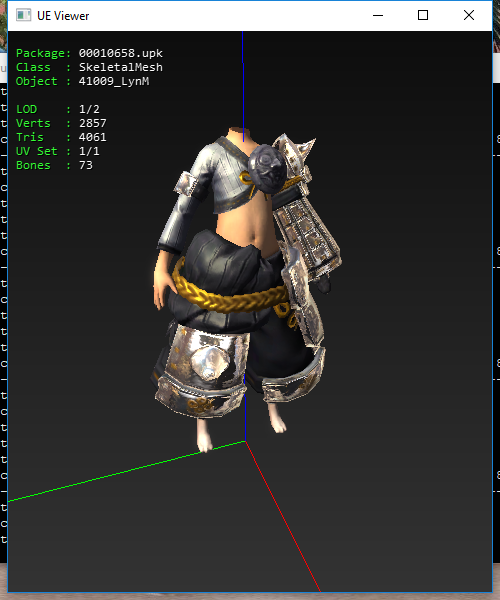 UE Viewer
Package: 00010658.upk
Class : SkeletalMesh
Object : 41009_LynM
LOD : 1/2
Verts : 2857
Tris : 4061
UV Set : 1/1
Bones : 73